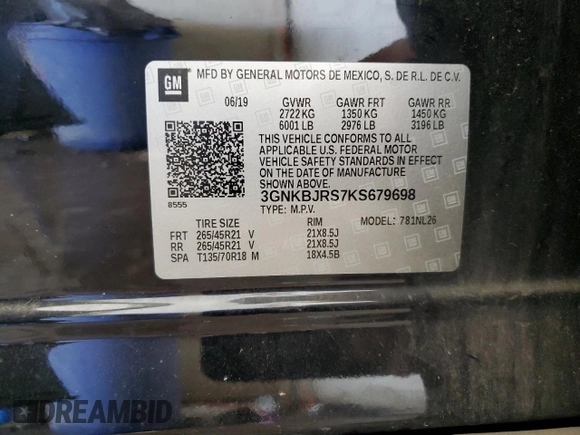 GM
MFD BY GENERAL MOTORS DE MEXICO, S. DE R.L. DE C.V.
06/19 GVWR GAWR FRT GAWR RR
2722 KG 1350 KG 1450 KG
6001 LB 2976 LB 3196 LB
THIS VEHICLE CONFORMS TO ALL
APPLICABLE U.S. FEDERAL MOTOR
VEHICLE SAFETY STANDARDS IN EFFECT
ON THE DATE OF MANUFACTURE
SHOWN ABOVE.
3GNKBJRS7KS679698
8555 TYPE: M.P.V. MODEL: 781NL26
TIRE SIZE RIM
FRT 265/45R21 V 21X8.5J
RR 265/45R21 V 21X8.5J
SPA T135/70R18 M 18X4.5B
DREAMBID